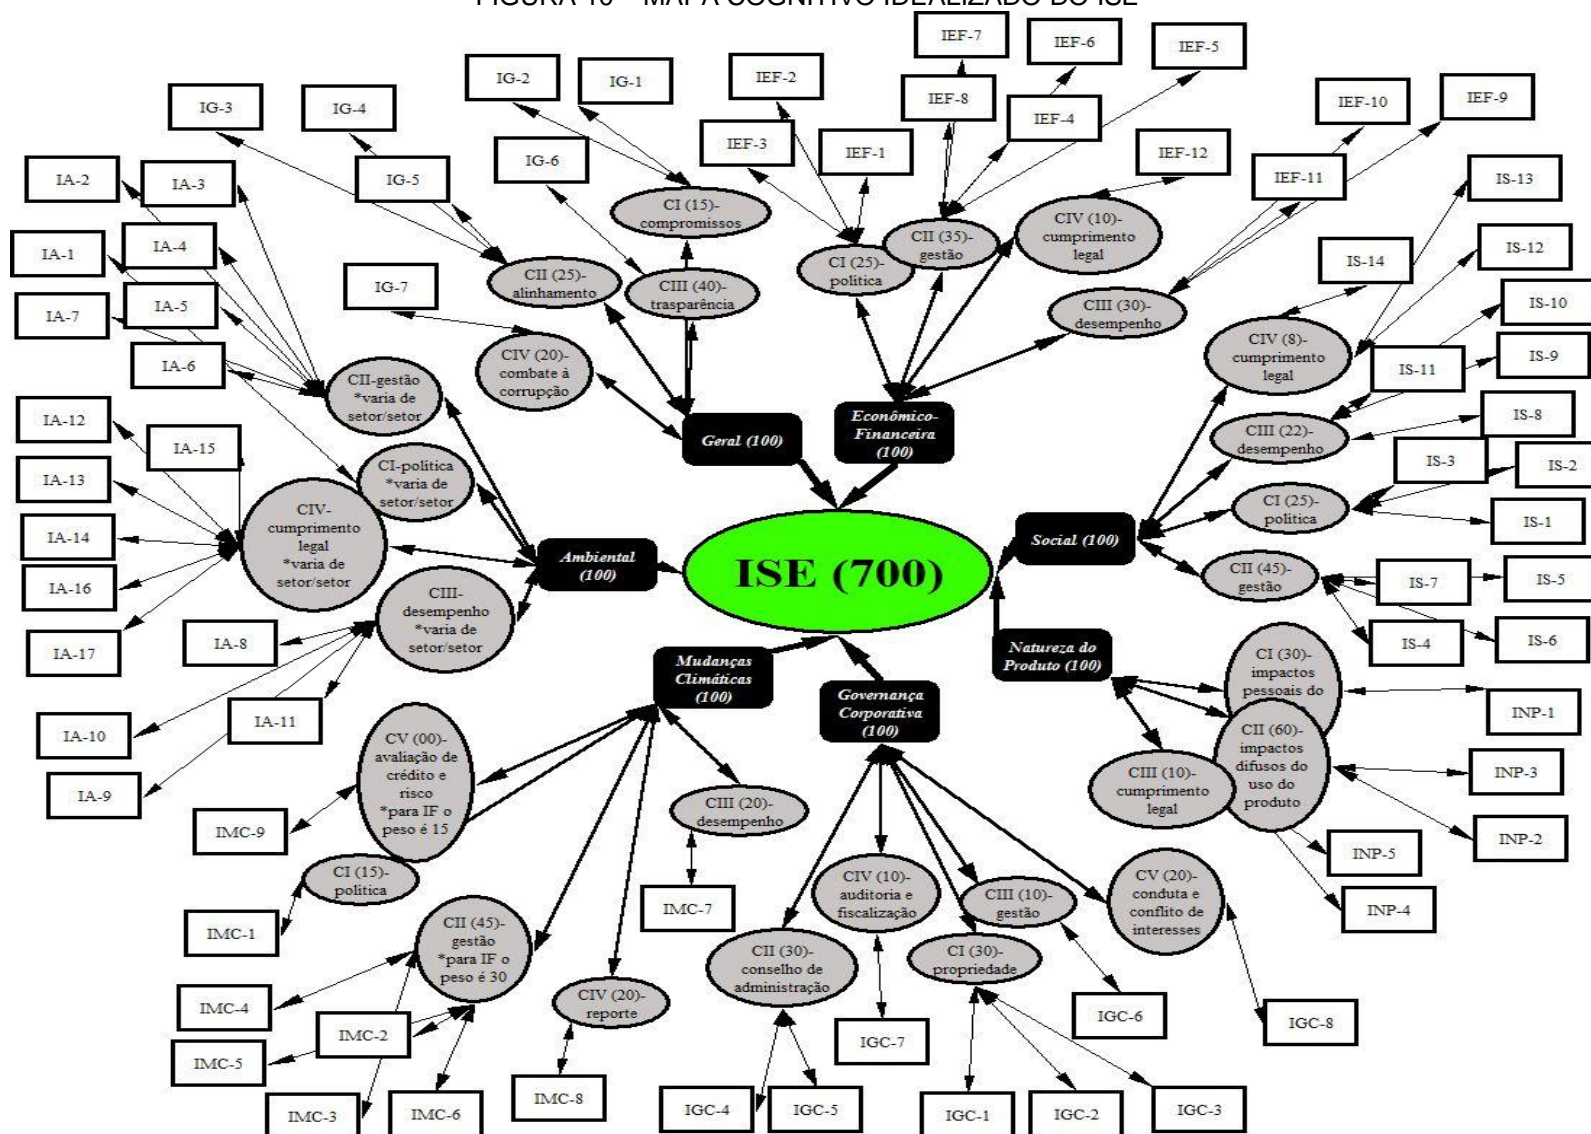 FIGURA 10 – MAPA COGNITIVO IDEALIZADO DO ISE
IEF-7
IEF-6
IEF-5
IG-2
IG-1
IEF-2
IG-3
IG-4
IEF-8
IEF-4
IEF-10
IEF-9
IG-6
IEF-3
IEF-1
IEF-12
IA-2
IA-3
IG-5
IEF-11
IS-13
CI (15)-
compromissos
CII (35)-
gestão
CIV (10)-
cumprimento
legal
IA-1
IA-4
IG-7
CII (25)-
alinhamento
CIII (40)-
trasparência
CI (25)-
política
CIII (30)-
desempenho
IS-14
IS-12
IA-7
IA-5
IS-10
IA-6
CIV (20)-
combate à
corrupção
CIV (8)-
cumprimento
legal
IS-11
IS-9
CII-gestão
*varia de
setor/setor
Geral (100)
Econômico-
Financeira
(100)
IA-12
IA-15
IS-8
CIII (22)-
desempenho
IS-3
IS-2
IA-13
CI-política
*varia de
setor/setor
CI (25)-
política
IS-1
IA-14
CIV-
cumprimento
legal
*varia de
setor/setor
Ambiental
(100)
ISE (700)
Social (100)
CII (45)-
gestão
IS-7
IS-5
IA-16
IA-17
IA-8
CIII-
desempenho
*varia de
setor/setor
IS-4
IS-6
Mudanças
Climáticas
(100)
Governança
Corporativa
(100)
Natureza do
Produto (100)
CI (30)-
impactos
pessoais do
INP-1
IA-10
IA-11
CV (00)-
avaliação de
crédito e
risco
*para IF o
peso é 15
CII (60)-
impactos
difusos do
uso do
produto
INP-3
IA-9
CIII (10)-
cumprimento
legal
IMC-9
CIII (20)-
desempenho
INP-5
INP-2
CI (15)-
política
IMC-7
CIV (10)-
auditoria e
fiscalização
CIII (10)-
gestão
CV (20)-
conduta e
conflito de
interesses
INP-4
IMC-1
CII (45)-
gestão
*para IF o
peso é 30
CII (30)-
conselho de
administração
CI (30)-
propriedade
IMC-4
CIV (20)-
reporte
IGC-6
IGC-8
IMC-2
IGC-7
IMC-5
IMC-8
IMC-3
IMC-6
IGC-4
IGC-5
IGC-1
IGC-2
IGC-3